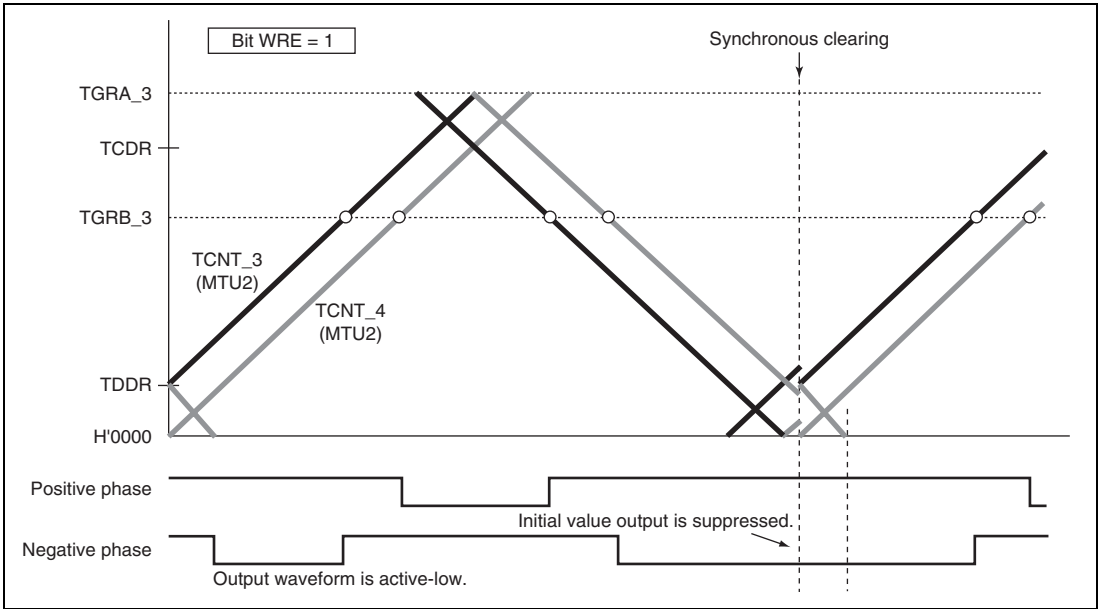 Bit WRE = 1
Synchronous clearing
TGRA_3
TCDR
TGRB_3
TCNT_3
(MTU2)
TCNT_4
(MTU2)
TDDR
H'0000
Positive phase
Initial value output is suppressed.
Negative phase
Output waveform is active-low.